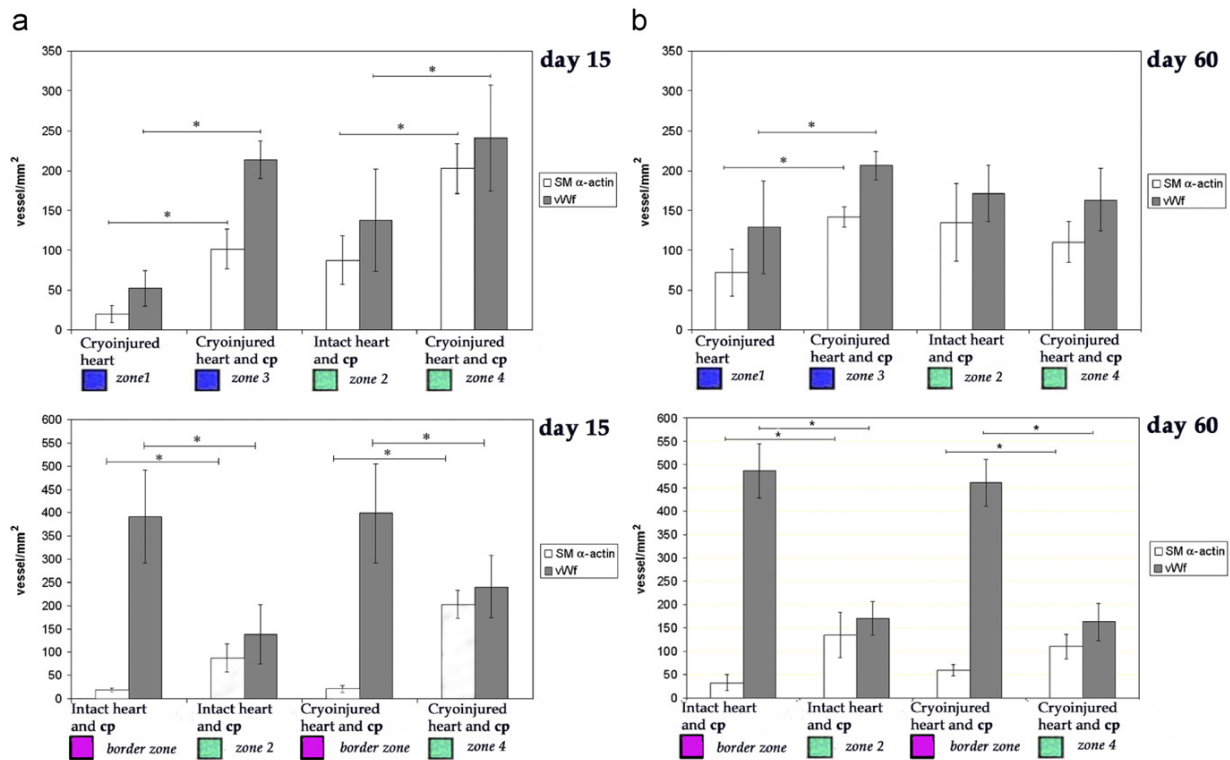 a
day 15
350
300
250
200
150
100
50
0
vessel/mm²
*
*
*
*
SM α-actin
vWf
Cryoinjured heart
zone1
Cryoinjured heart and cp
zone 3
Intact heart and cp
zone 2
Cryoinjured heart and cp
zone 4
b
day 60
350
300
250
200
150
100
50
0
vessel/mm²
*
*
SM α-actin
vWf
Cryoinjured heart
zone1
Cryoinjured heart and cp
zone 3
Intact heart and cp
zone 2
Cryoinjured heart and cp
zone 4
day 15
600
550
500
450
400
350
300
250
200
150
100
50
0
vessel/mm²
*
*
*
*
SM α-actin
vWf
Intact heart and cp
border zone
Intact heart and cp
zone 2
Cryoinjured heart and cp
border zone
Cryoinjured heart and cp
zone 4
day 60
600
550
500
450
400
350
300
250
200
150
100
50
0
vessel/mm²
*
*
*
*
SM α-actin
vWf
Intact heart and cp
border zone
Intact heart and cp
zone 2
Cryoinjured heart and cp
border zone
Cryoinjured heart and cp
zone 4